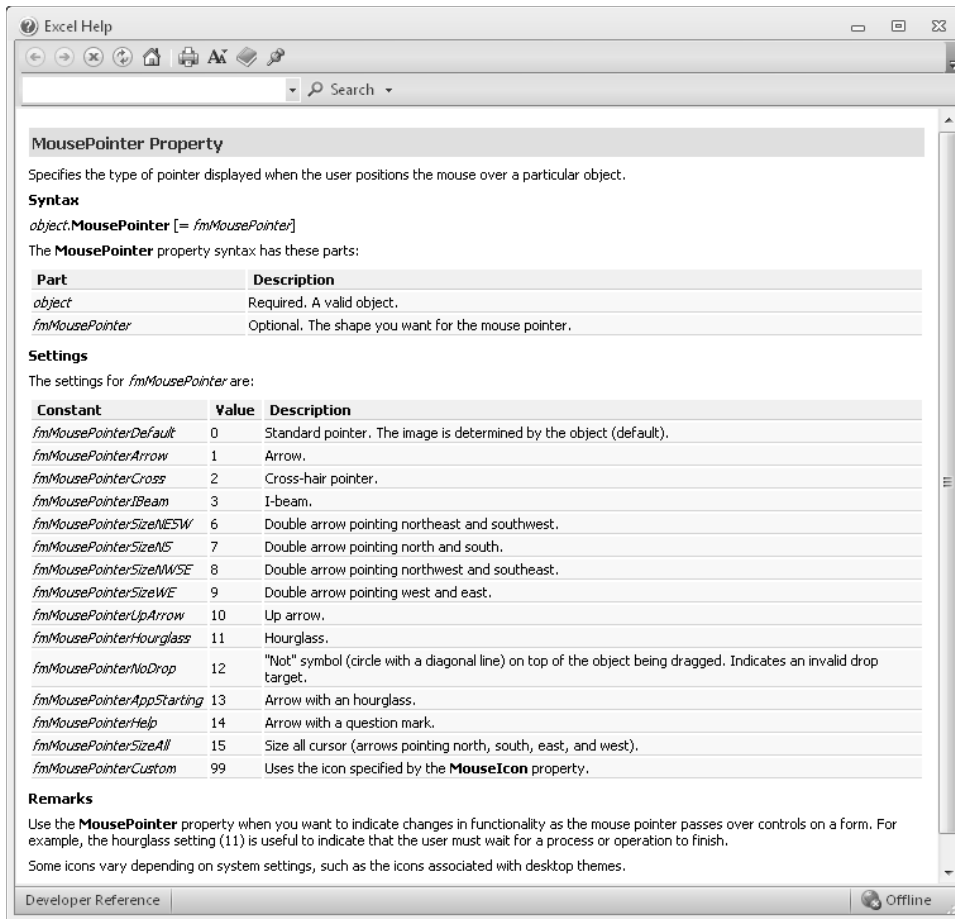 Excel Help
Search
MousePointer Property
Specifies the type of pointer displayed when the user positions the mouse over a particular object.
Syntax
object.MousePointer [= fmMousePointer]
The MousePointer property syntax has these parts:
Part Description
object Required. A valid object.
fmMousePointer Optional. The shape you want for the mouse pointer.
Settings
The settings for fmMousePointer are:
Constant Value Description
fmMousePointerDefault 0 Standard pointer. The image is determined by the object (default).
fmMousePointerArrow 1 Arrow.
fmMousePointerCross 2 Cross-hair pointer.
fmMousePointerIBeam 3 I-beam.
fmMousePointerSizeNESW 6 Double arrow pointing northeast and southwest.
fmMousePointerSizeNS 7 Double arrow pointing north and south.
fmMousePointerSizeNWSE 8 Double arrow pointing northwest and southeast.
fmMousePointerSizeWE 9 Double arrow pointing west and east.
fmMousePointerUpArrow 10 Up arrow.
fmMousePointerHourglass 11 Hourglass.
fmMousePointerNoDrop 12 "Not" symbol (circle with a diagonal line) on top of the object being dragged. Indicates an invalid drop
target.
fmMousePointerAppStarting 13 Arrow with an hourglass.
fmMousePointerHelp 14 Arrow with a question mark.
fmMousePointerSizeAll 15 Size all cursor (arrows pointing north, south, east, and west).
fmMousePointerCustom 99 Uses the icon specified by the MouseIcon property.
Remarks
Use the MousePointer property when you want to indicate changes in functionality as the mouse pointer passes over controls on a form. For
example, the hourglass setting (11) is useful to indicate that the user must wait for a process or operation to finish.
Some icons vary depending on system settings, such as the icons associated with desktop themes.
Developer Reference Offline